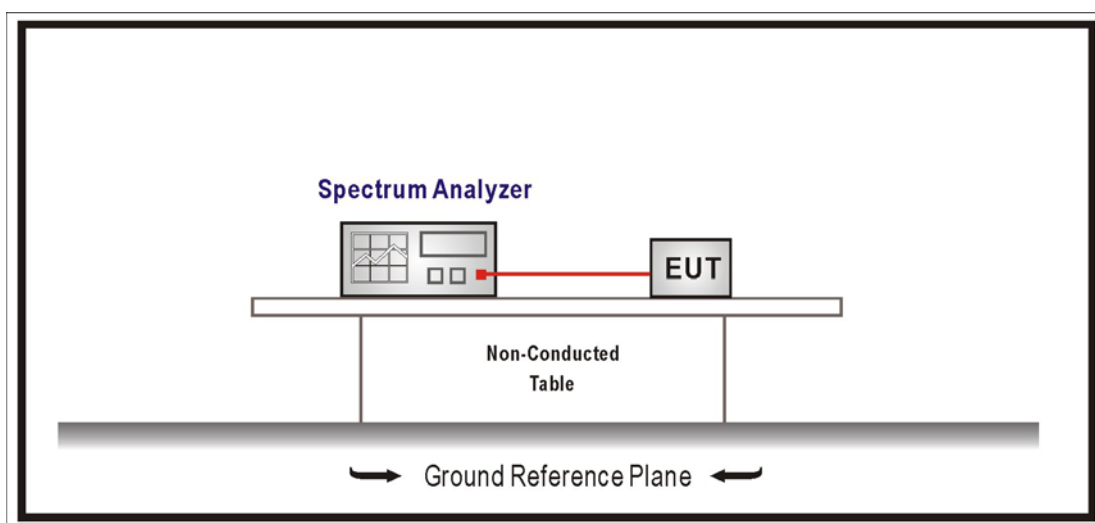 Spectrum Analyzer
EUT
Non-Conducted
Table
Ground Reference Plane